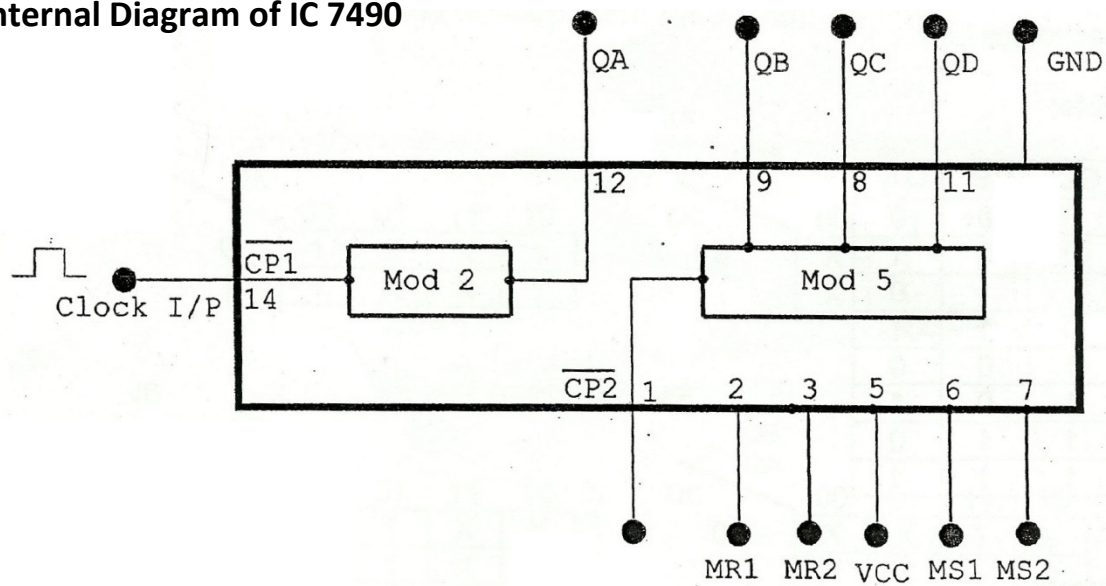 nternal Diagram of IC 7490
QA
QB
QC
QD
GND
12
9
8
11
CP1
14
Clock I/P
Mod 2
Mod 5
CP2
1
2
3
5
6
7
MR1
MR2
VCC
MS1
MS2